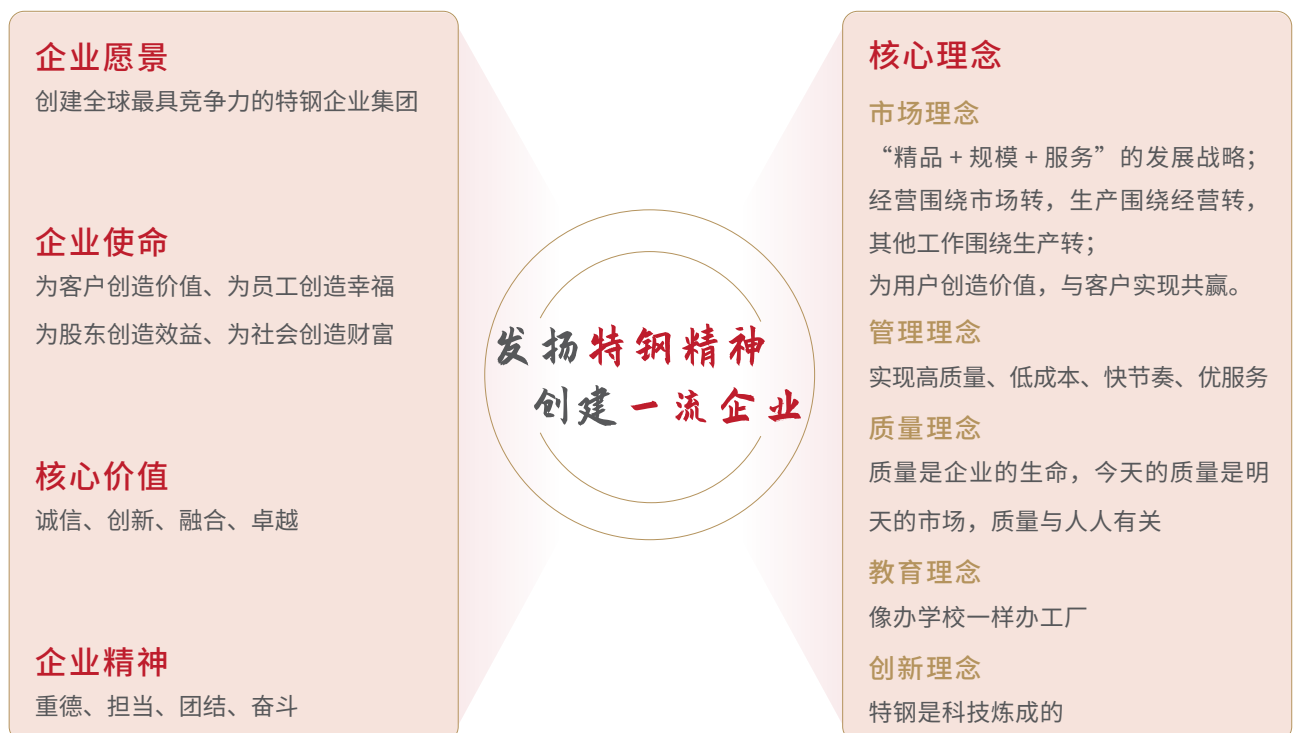 企业愿景
创建全球最具竞争力的特钢企业集团
企业使命
为客户创造价值、为员工创造幸福
为股东创造效益、为社会创造财富
核心价值
诚信、创新、融合、卓越
企业精神
重德、担当、团结、奋斗
发扬特钢精神
创建一流企业
核心理念
市场理念
“精品 + 规模 + 服务”的发展战略；
经营围绕市场转，生产围绕经营转，
其他工作围绕生产转；
为用户创造价值，与客户实现共赢。
管理理念
实现高质量、低成本、快节奏、优服务
质量理念
质量是企业的生命，今天的质量是明
天的市场，质量与人人有关
教育理念
像办学校一样办工厂
创新理念
特钢是科技炼成的